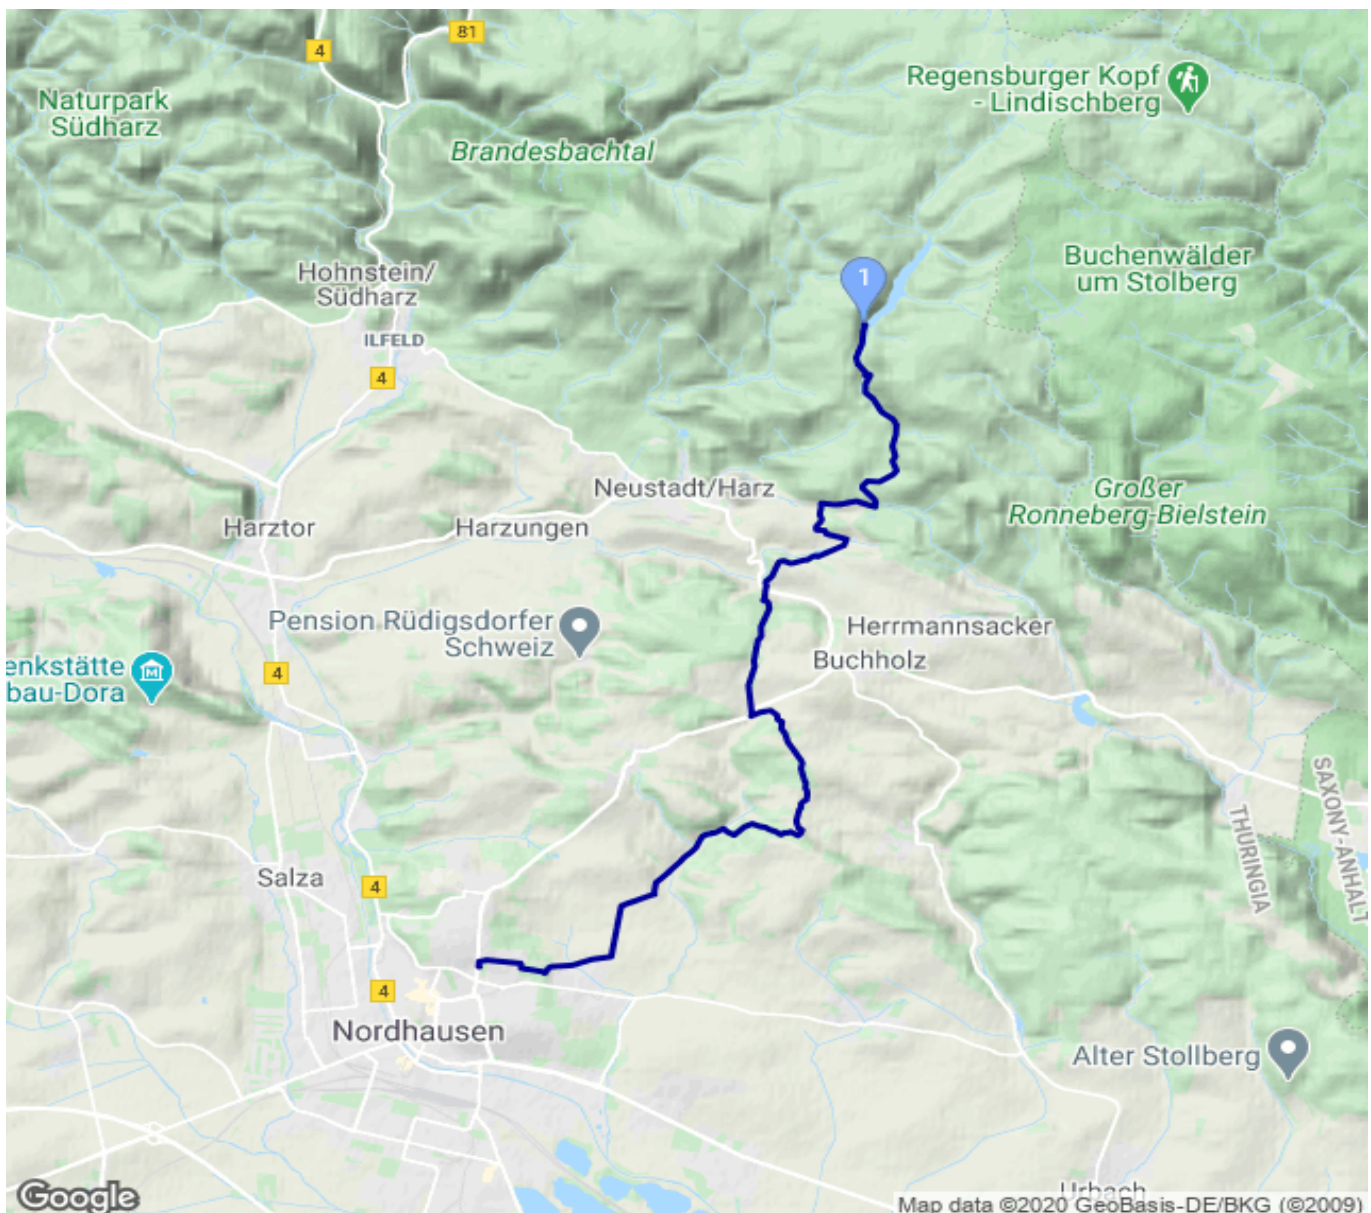 4
81
Regensburger Kopf
- Lindischberg
Naturpark
Südharz
Brandesbachtal
Buchenwälder
um Stolberg
1
Hohnstein/
Südharz
ILFELD
4
Neustadt/Harz
Großer
Ronneberg-Bielstein
Harztor
Harzungen
Pension Rüdigsdorfer
Schweiz
Herrmannsacker
Buchholz
enkstätte
bau-Dora
4
SAXONY-ANHALT
THURINGIA
Salza
4
4
Nordhausen
Alter Stollberg
Urbach
Google
Map data ©2020 GeoBasis-DE/BKG (©2009)